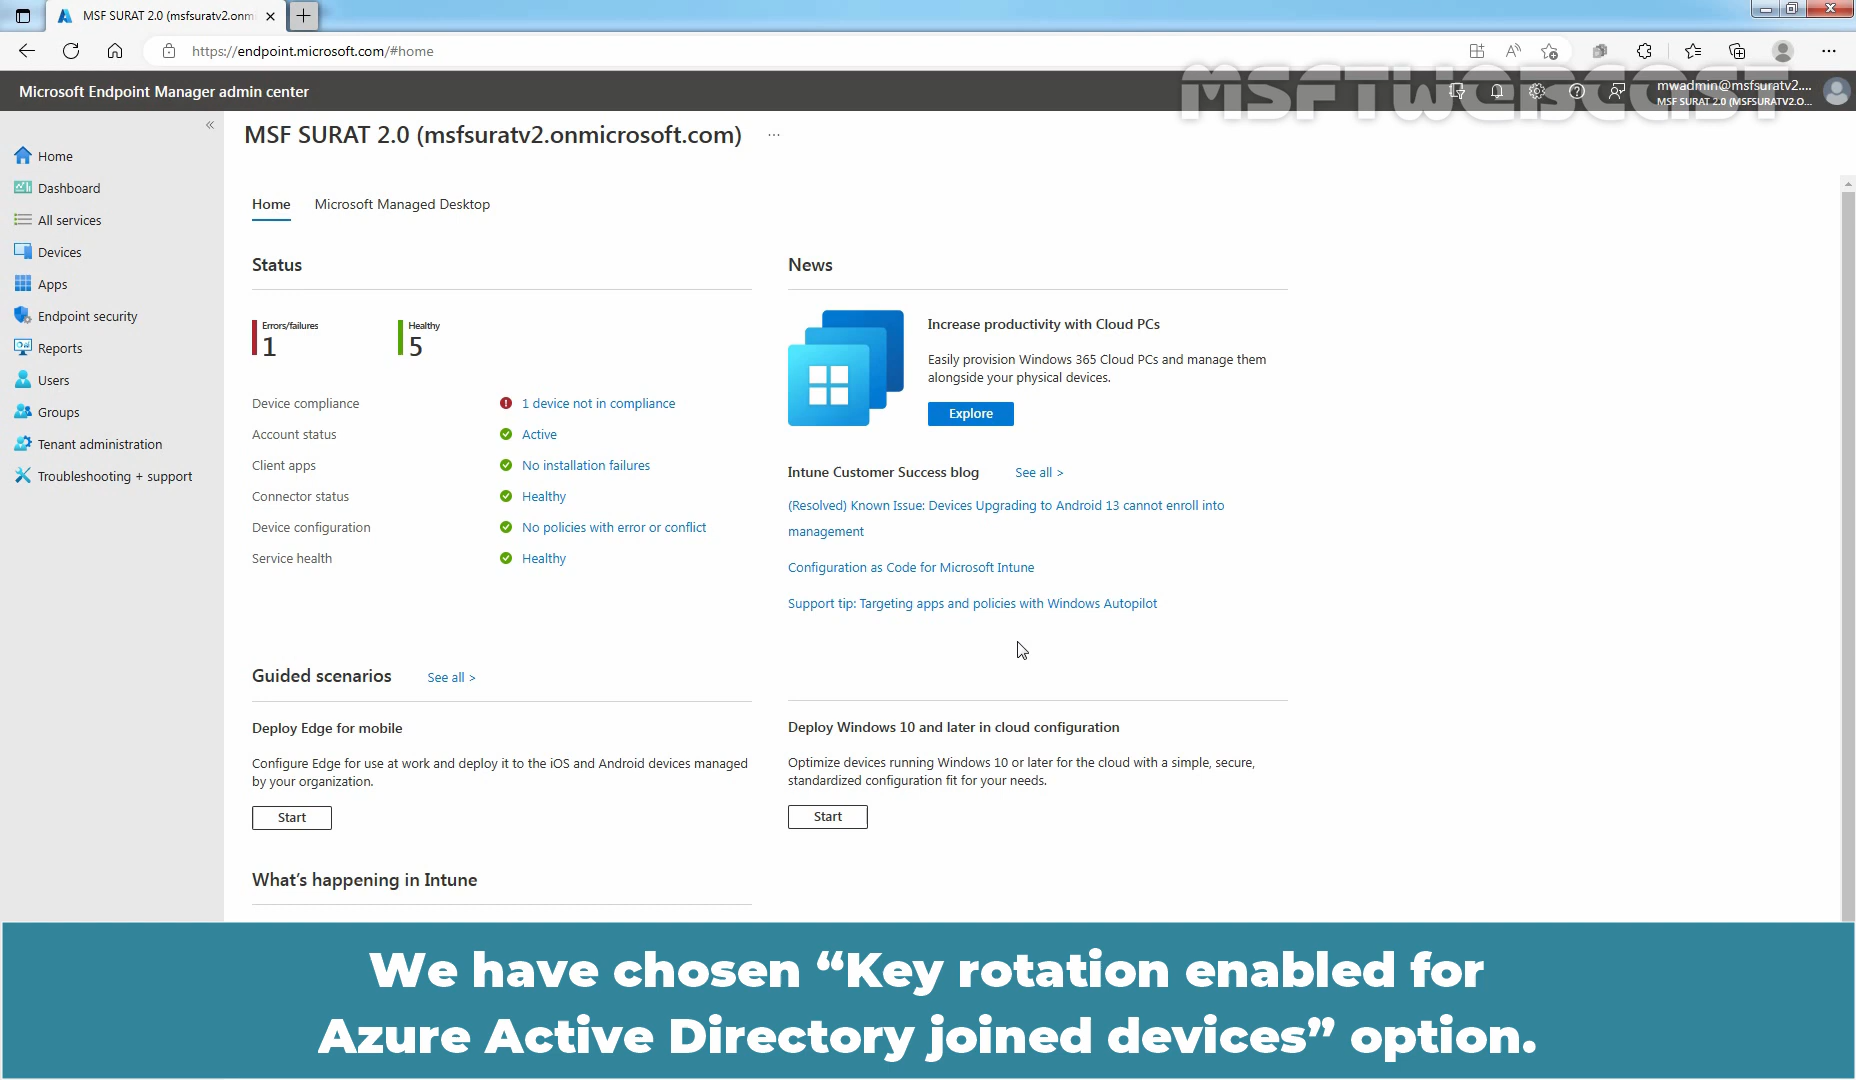 MSF SURAT 2.0 (msfsuratv2.onm
https://endpoint.microsoft.com/#home
MSFTWEBCAST
Microsoft Endpoint Manager admin center
mwadmin@msfsuratv2....
MSF SURAT 2.0 (MSFSURATV2.O...
MSF SURAT 2.0 (msfsuratv2.onmicrosoft.com) ...
Home
Dashboard
All services
Devices
Apps
Endpoint security
Reports
Users
Groups
Tenant administration
Troubleshooting + support
Home Microsoft Managed Desktop
Status
Errors/failures
1
Healthy
5
Device compliance 1 device not in compliance
Account status Active
Client apps No installation failures
Connector status Healthy
Device configuration No policies with error or conflict
Service health Healthy
News
Increase productivity with Cloud PCs
Easily provision Windows 365 Cloud PCs and manage them
alongside your physical devices.
Explore
Intune Customer Success blog See all >
(Resolved) Known Issue: Devices Upgrading to Android 13 cannot enroll into
management
Configuration as Code for Microsoft Intune
Support tip: Targeting apps and policies with Windows Autopilot
Guided scenarios See all >
Deploy Edge for mobile
Configure Edge for use at work and deploy it to the iOS and Android devices managed
by your organization.
Start
Deploy Windows 10 and later in cloud configuration
Optimize devices running Windows 10 or later for the cloud with a simple, secure,
standardized configuration fit for your needs.
Start
What's happening in Intune
We have chosen “Key rotation enabled for
Azure Active Directory joined devices” option.